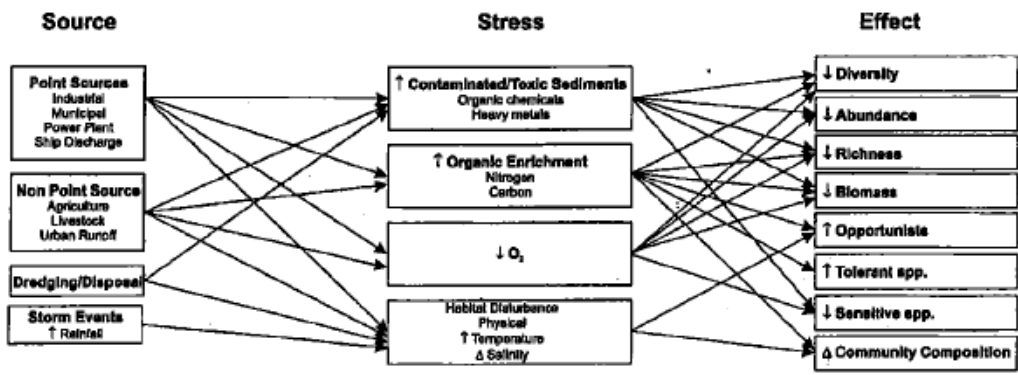 Source
Stress
Effect
Point Sources
Industrial
Municipal
Power Plant
Ship Discharge
Non Point Source
Agriculture
Livestock
Urban Runoff
Dredging/Disposal
Storm Events
↑ Rainfall
↑ Contaminated/Toxic Sediments
Organic chemicals
Heavy metals
↑ Organic Enrichment
Nitrogen
Carbon
↓ O₂
Habitat Disturbance
Physical
↑ Temperature
Δ Salinity
↓ Diversity
↓ Abundance
↓ Richness
↓ Biomass
↑ Opportunists
↑ Tolerant spp.
↓ Sensitive spp.
Δ Community Composition